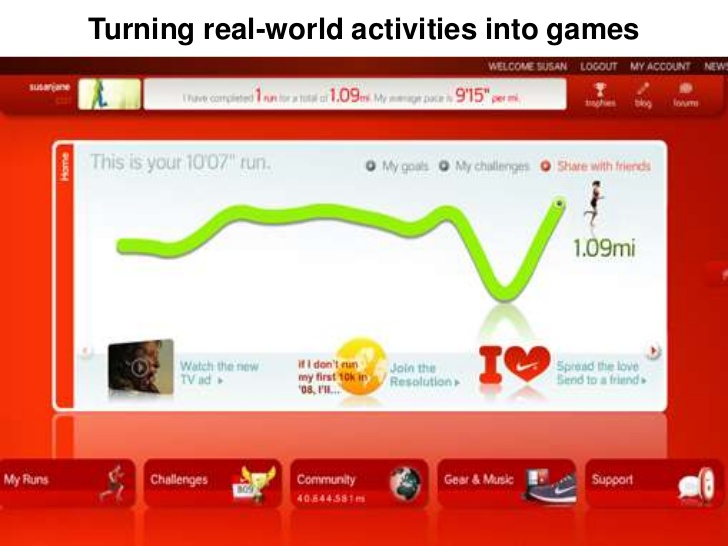 Turning real-world activities into games
WELCOME SUSAN LOGOUT MY ACCOUNT NEWS
susanjane
I have completed 1 run for a total of 1.09mi. My average pace is 9'15" per mi.
trophies blog forums
Home
This is your 10'07" run.
My goals My challenges Share with friends
1.09mi
Watch the new
TV ad
if I don't run
my first 10k in
'08, I'll...
Join the
Resolution
I
Spread the love
Send to a friend
My Runs
Challenges
809
Community
40,644,581 mi
Gear & Music
Support